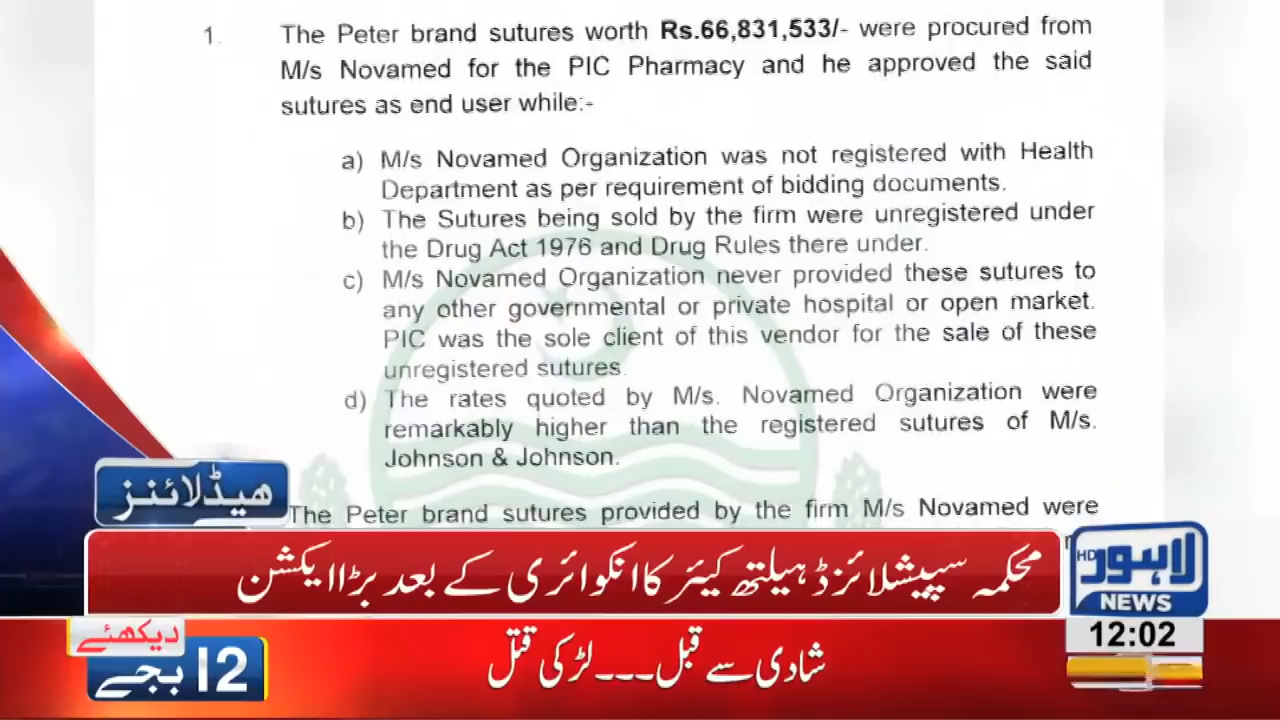 1. The Peter brand sutures worth Rs.66,831,533/- were procured from
M/s Novamed for the PIC Pharmacy and he approved the said
sutures as end user while:-
a) M/s Novamed Organization was not registered with Health
Department as per requirement of bidding documents.
b) The Sutures being sold by the firm were unregistered under
the Drug Act 1976 and Drug Rules there under.
c) M/s Novamed Organization never provided these sutures to
any other governmental or private hospital or open market.
PIC was the sole client of this vendor for the sale of these
unregistered sutures.
d) The rates quoted by M/s. Novamed Organization were
remarkably higher than the registered sutures of M/s.
Johnson & Johnson.
The Peter brand sutures provided by the firm M/s Novamed were
ہیڈلائنز
محکمہ سپیشلائزڈ ہیلتھ کیئر کا انکوائری کے بعد بڑا ایکشن
لاہور HD
NEWS
12:02
دیکھئے
12 بجے
شادی سے قبل۔۔۔لڑکی قتل